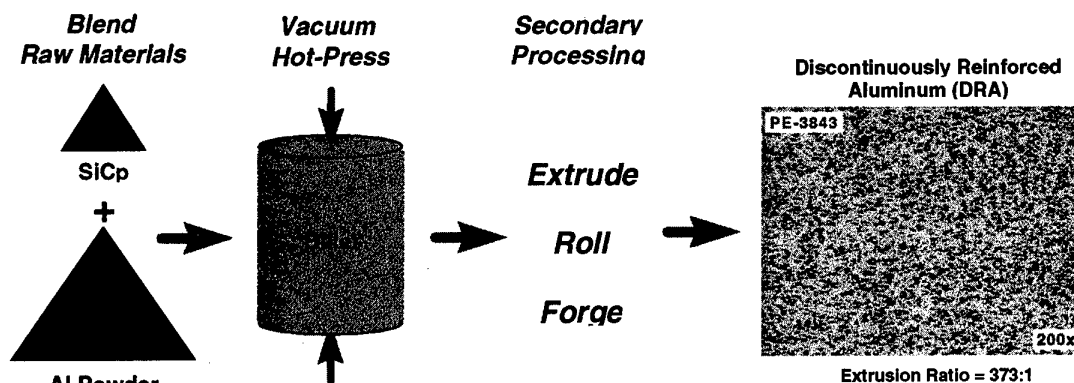 Blend
Raw Materials
SiCp
+
Al Powder
Vacuum
Hot-Press
Secondary
Processing
Extrude
Roll
Forge
Discontinuously Reinforced
Aluminum (DRA)
PE-3843
200x
Extrusion Ratio = 373:1